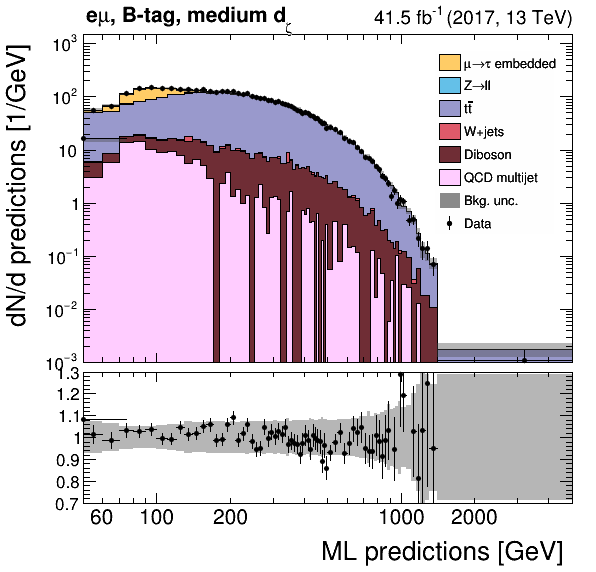 eμ, B-tag, medium dζ
41.5 fb⁻¹ (2017, 13 TeV)
dN/d predictions [1/GeV]
10³
10²
10
1
10⁻¹
10⁻²
10⁻³
μ→τ embedded
Z→ll
tt̄
W+jets
Diboson
QCD multijet
Bkg. unc.
Data
1.3
1.2
1.1
1
0.9
0.8
0.7
60 100 200 1000 2000
ML predictions [GeV]